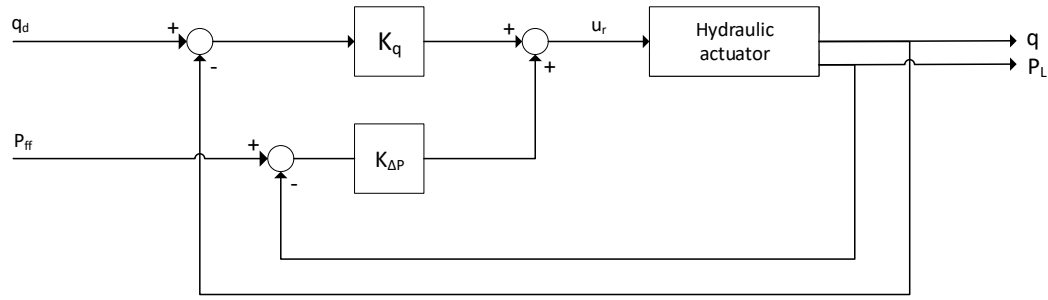 q_d
+
-
K_q
+
+
u_r
Hydraulic
actuator
q
P_L
P_ff
+
-
K_ΔP